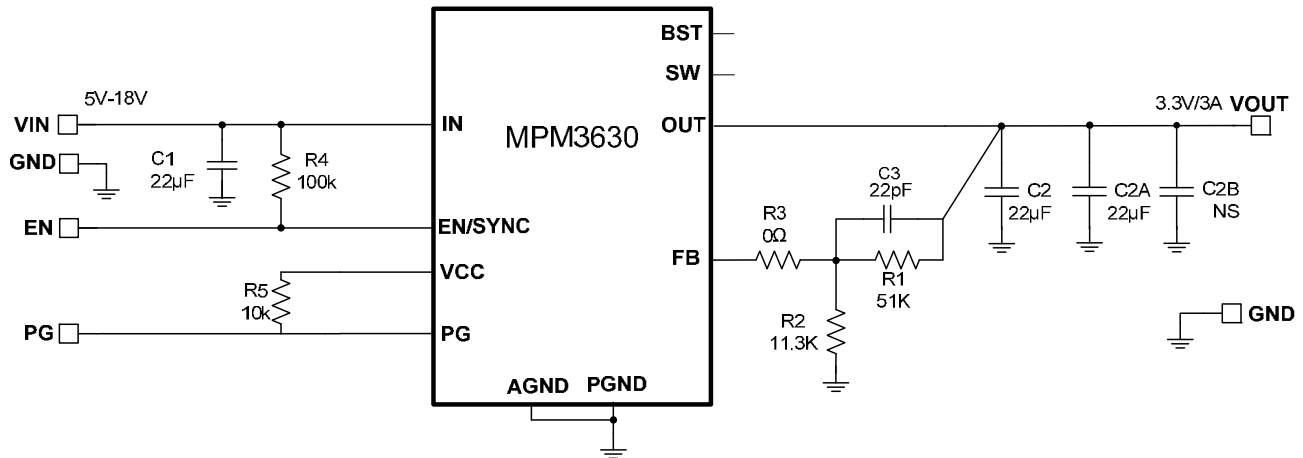 BST
SW
5V-18V
VIN
IN
MPM3630
OUT
3.3V/3A VOUT
GND
C1
22µF
R4
100k
C3
22pF
C2
22µF
C2A
22µF
C2B
NS
EN
EN/SYNC
R3
0Ω
FB
R1
51K
VCC
R5
10k
PG
PG
R2
11.3K
GND
AGND PGND